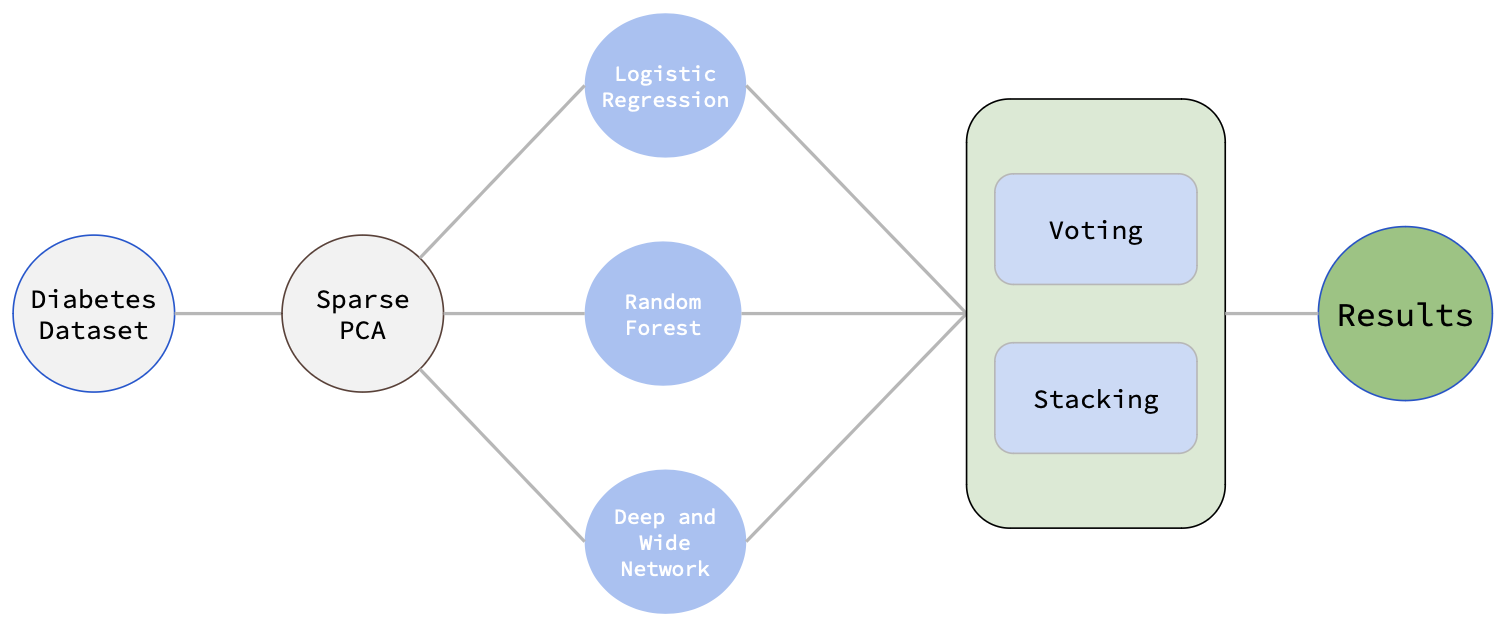 Diabetes
Dataset
Sparse
PCA
Logistic
Regression
Random
Forest
Deep and
Wide
Network
Voting
Stacking
Results